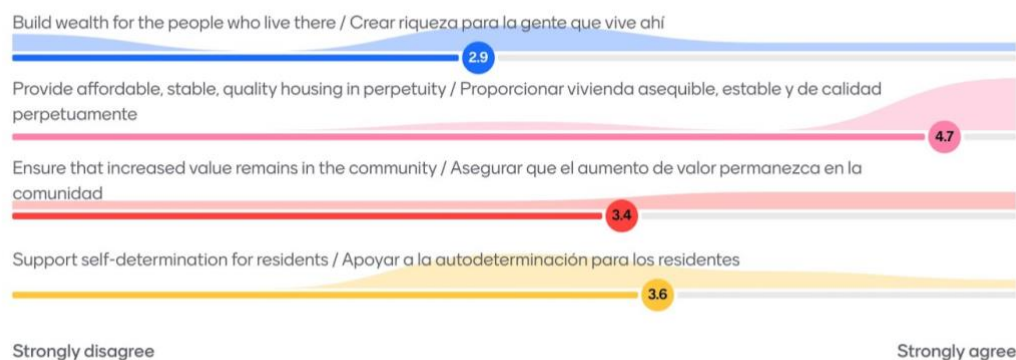 Build wealth for the people who live there / Crear riqueza para la gente que vive ahí
2.9
Provide affordable, stable, quality housing in perpetuity / Proporcionar vivienda asequible, estable y de calidad
perpetuamente
4.7
Ensure that increased value remains in the community / Asegurar que el aumento de valor permanezca en la
comunidad
3.4
Support self-determination for residents / Apoyar a la autodeterminación para los residentes
3.6
Strongly disagree
Strongly agree